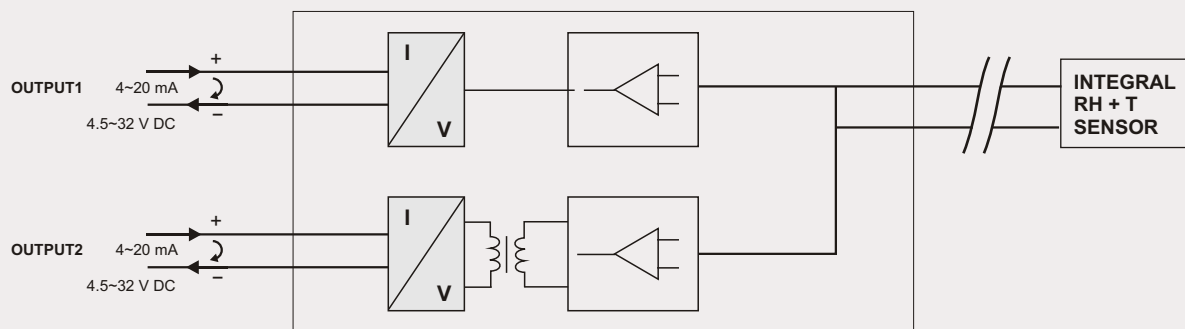 OUTPUT1
+
4~20 mA
–
4.5~32 V DC
I
V
INTEGRAL
RH + T
SENSOR
OUTPUT2
+
4~20 mA
–
4.5~32 V DC
I
V